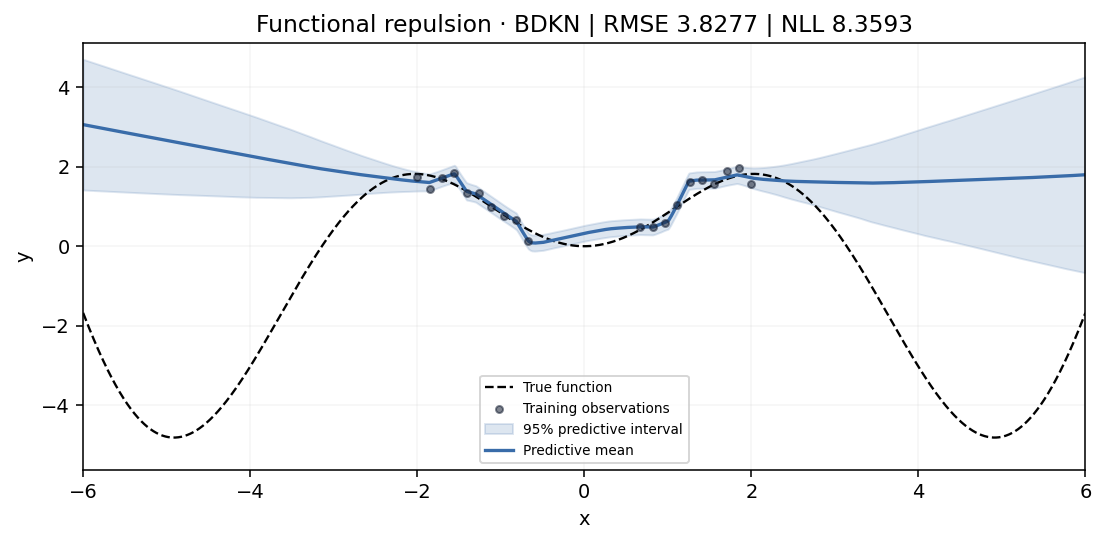 Functional repulsion · BDKN | RMSE 3.8277 | NLL 8.3593
y
4
2
0
−2
−4
True function
Training observations
95% predictive interval
Predictive mean
−6 −4 −2 0 2 4 6
x